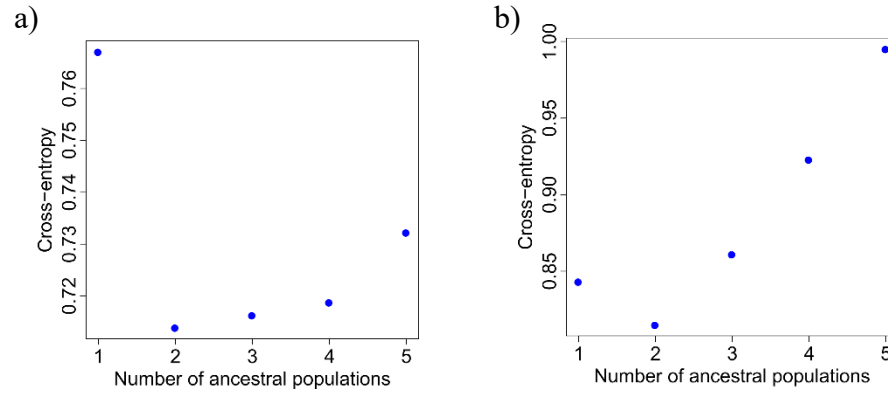 a)
0.76
0.75
0.74
0.73
0.72
Cross−entropy
1 2 3 4 5
Number of ancestral populations
b)
1.00
0.95
0.90
0.85
Cross−entropy
1 2 3 4 5
Number of ancestral populations